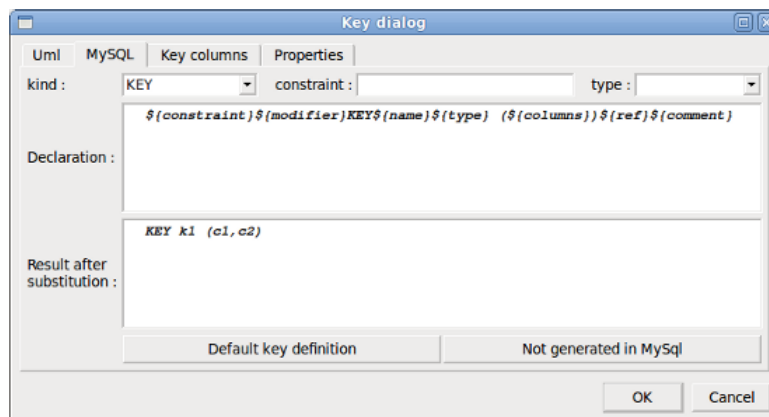 Key dialog
Uml MySQL Key columns Properties
kind : KEY constraint : type :
${constraint}${modifier}KEY${name}${type} (${columns})${ref}${comment}
Declaration :
KEY k1 (c1,c2)
Result after
substitution :
Default key definition Not generated in MySql
OK Cancel